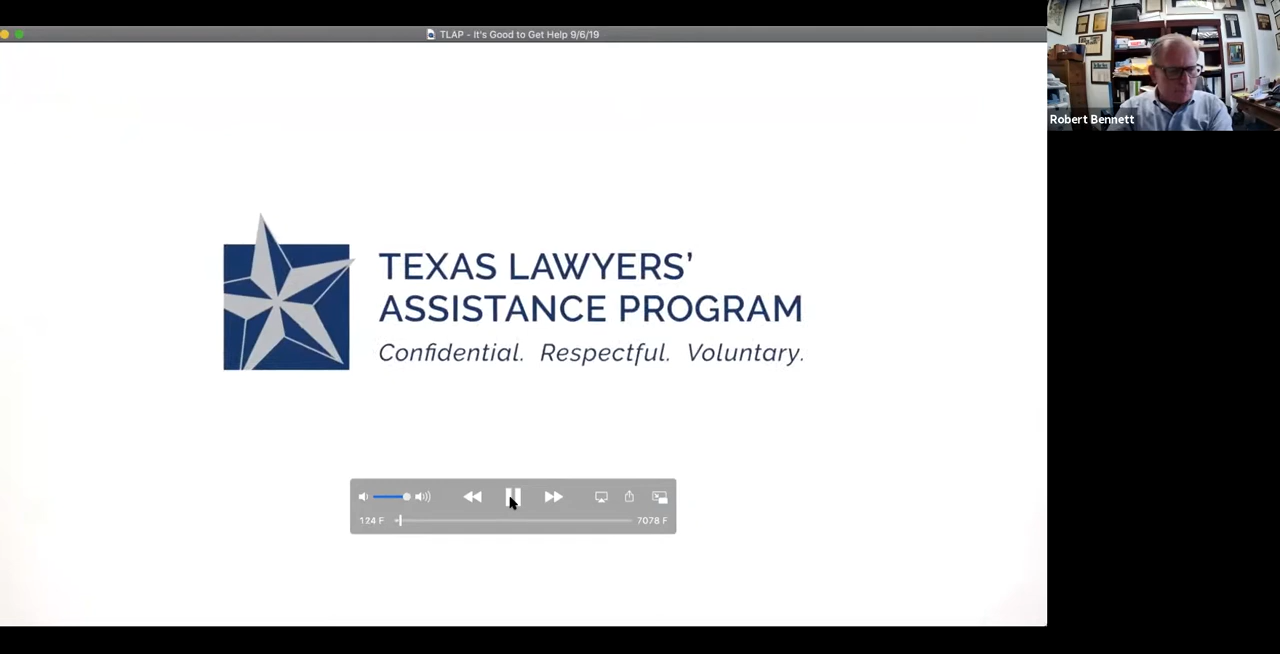 TLAP - It's Good to Get Help 9/6/19
Robert Bennett
TEXAS LAWYERS'
ASSISTANCE PROGRAM
Confidential. Respectful. Voluntary.
124 F
7078 F